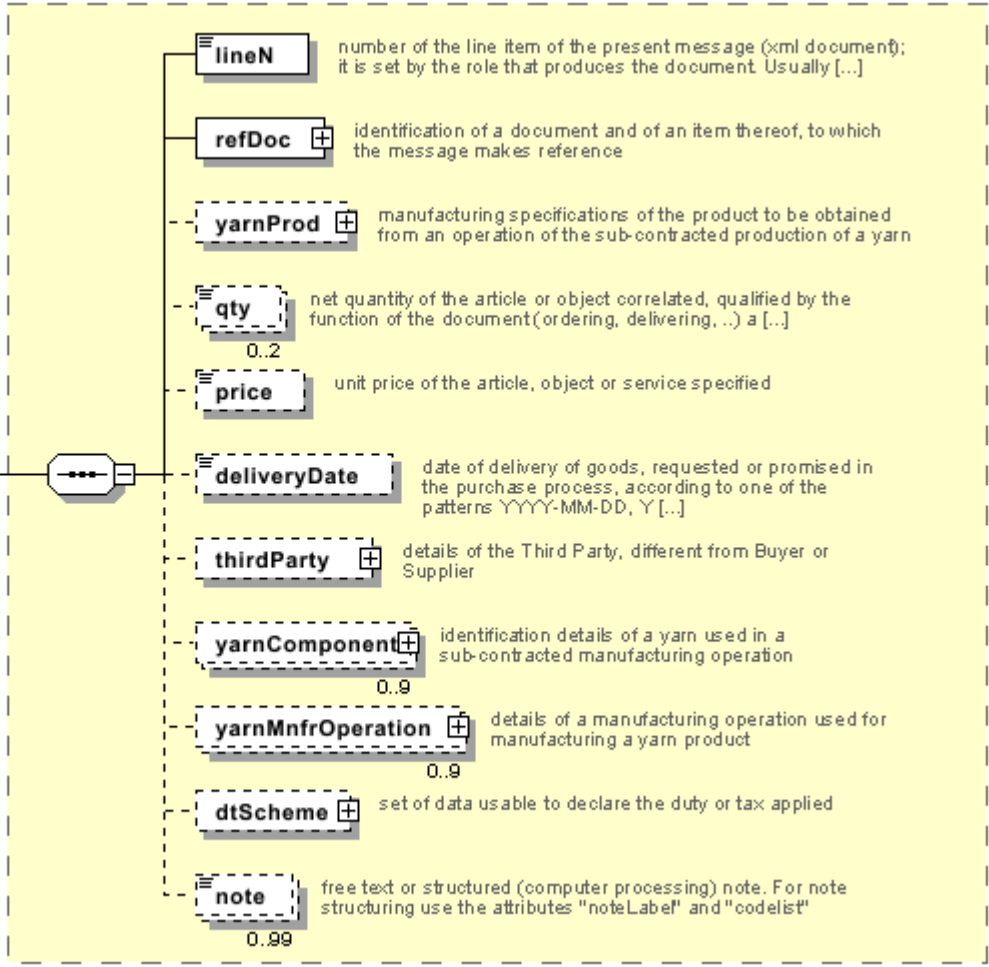 lineN
number of the line item of the present message (xml document);
it is set by the role that produces the document. Usually [...]
refDoc
identification of a document and of an item thereof, to which
the message makes reference
yarnProd
manufacturing specifications of the product to be obtained
from an operation of the sub-contracted production of a yarn
qty
net quantity of the article or object correlated, qualified by the
function of the document (ordering, delivering, ..) a [...]
0..2
price
unit price of the article, object or service specified
deliveryDate
date of delivery of goods, requested or promised in
the purchase process, according to one of the
patterns YYYY-MM-DD, Y [...]
thirdParty
details of the Third Party, different from Buyer or
Supplier
yarnComponent
identification details of a yarn used in a
sub-contracted manufacturing operation
0..9
yarnMnfrOperation
details of a manufacturing operation used for
manufacturing a yarn product
0..9
dtScheme
set of data usable to declare the duty or tax applied
note
free text or structured (computer processing) note. For note
structuring use the attributes "noteLabel" and "codelist"
0..99